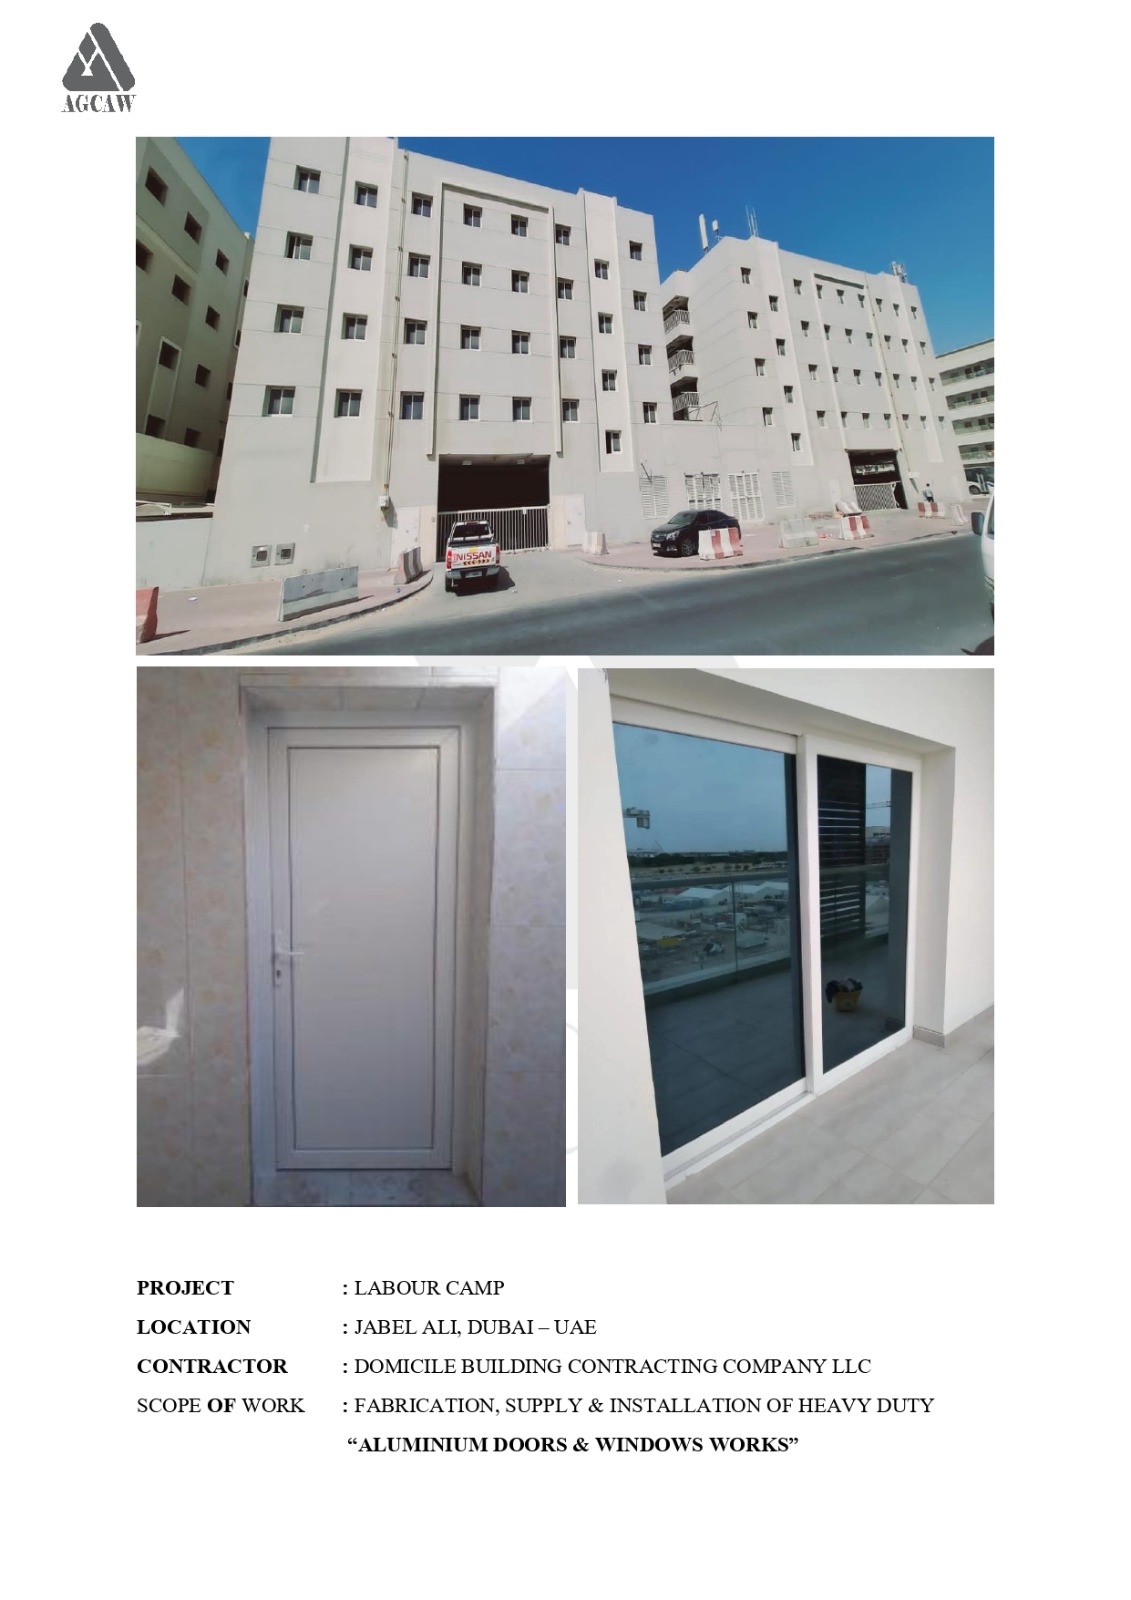 AGCAW
NISSAN
PROJECT : LABOUR CAMP
LOCATION : JABEL ALI, DUBAI – UAE
CONTRACTOR : DOMICILE BUILDING CONTRACTING COMPANY LLC
SCOPE OF WORK : FABRICATION, SUPPLY & INSTALLATION OF HEAVY DUTY
“ALUMINIUM DOORS & WINDOWS WORKS”